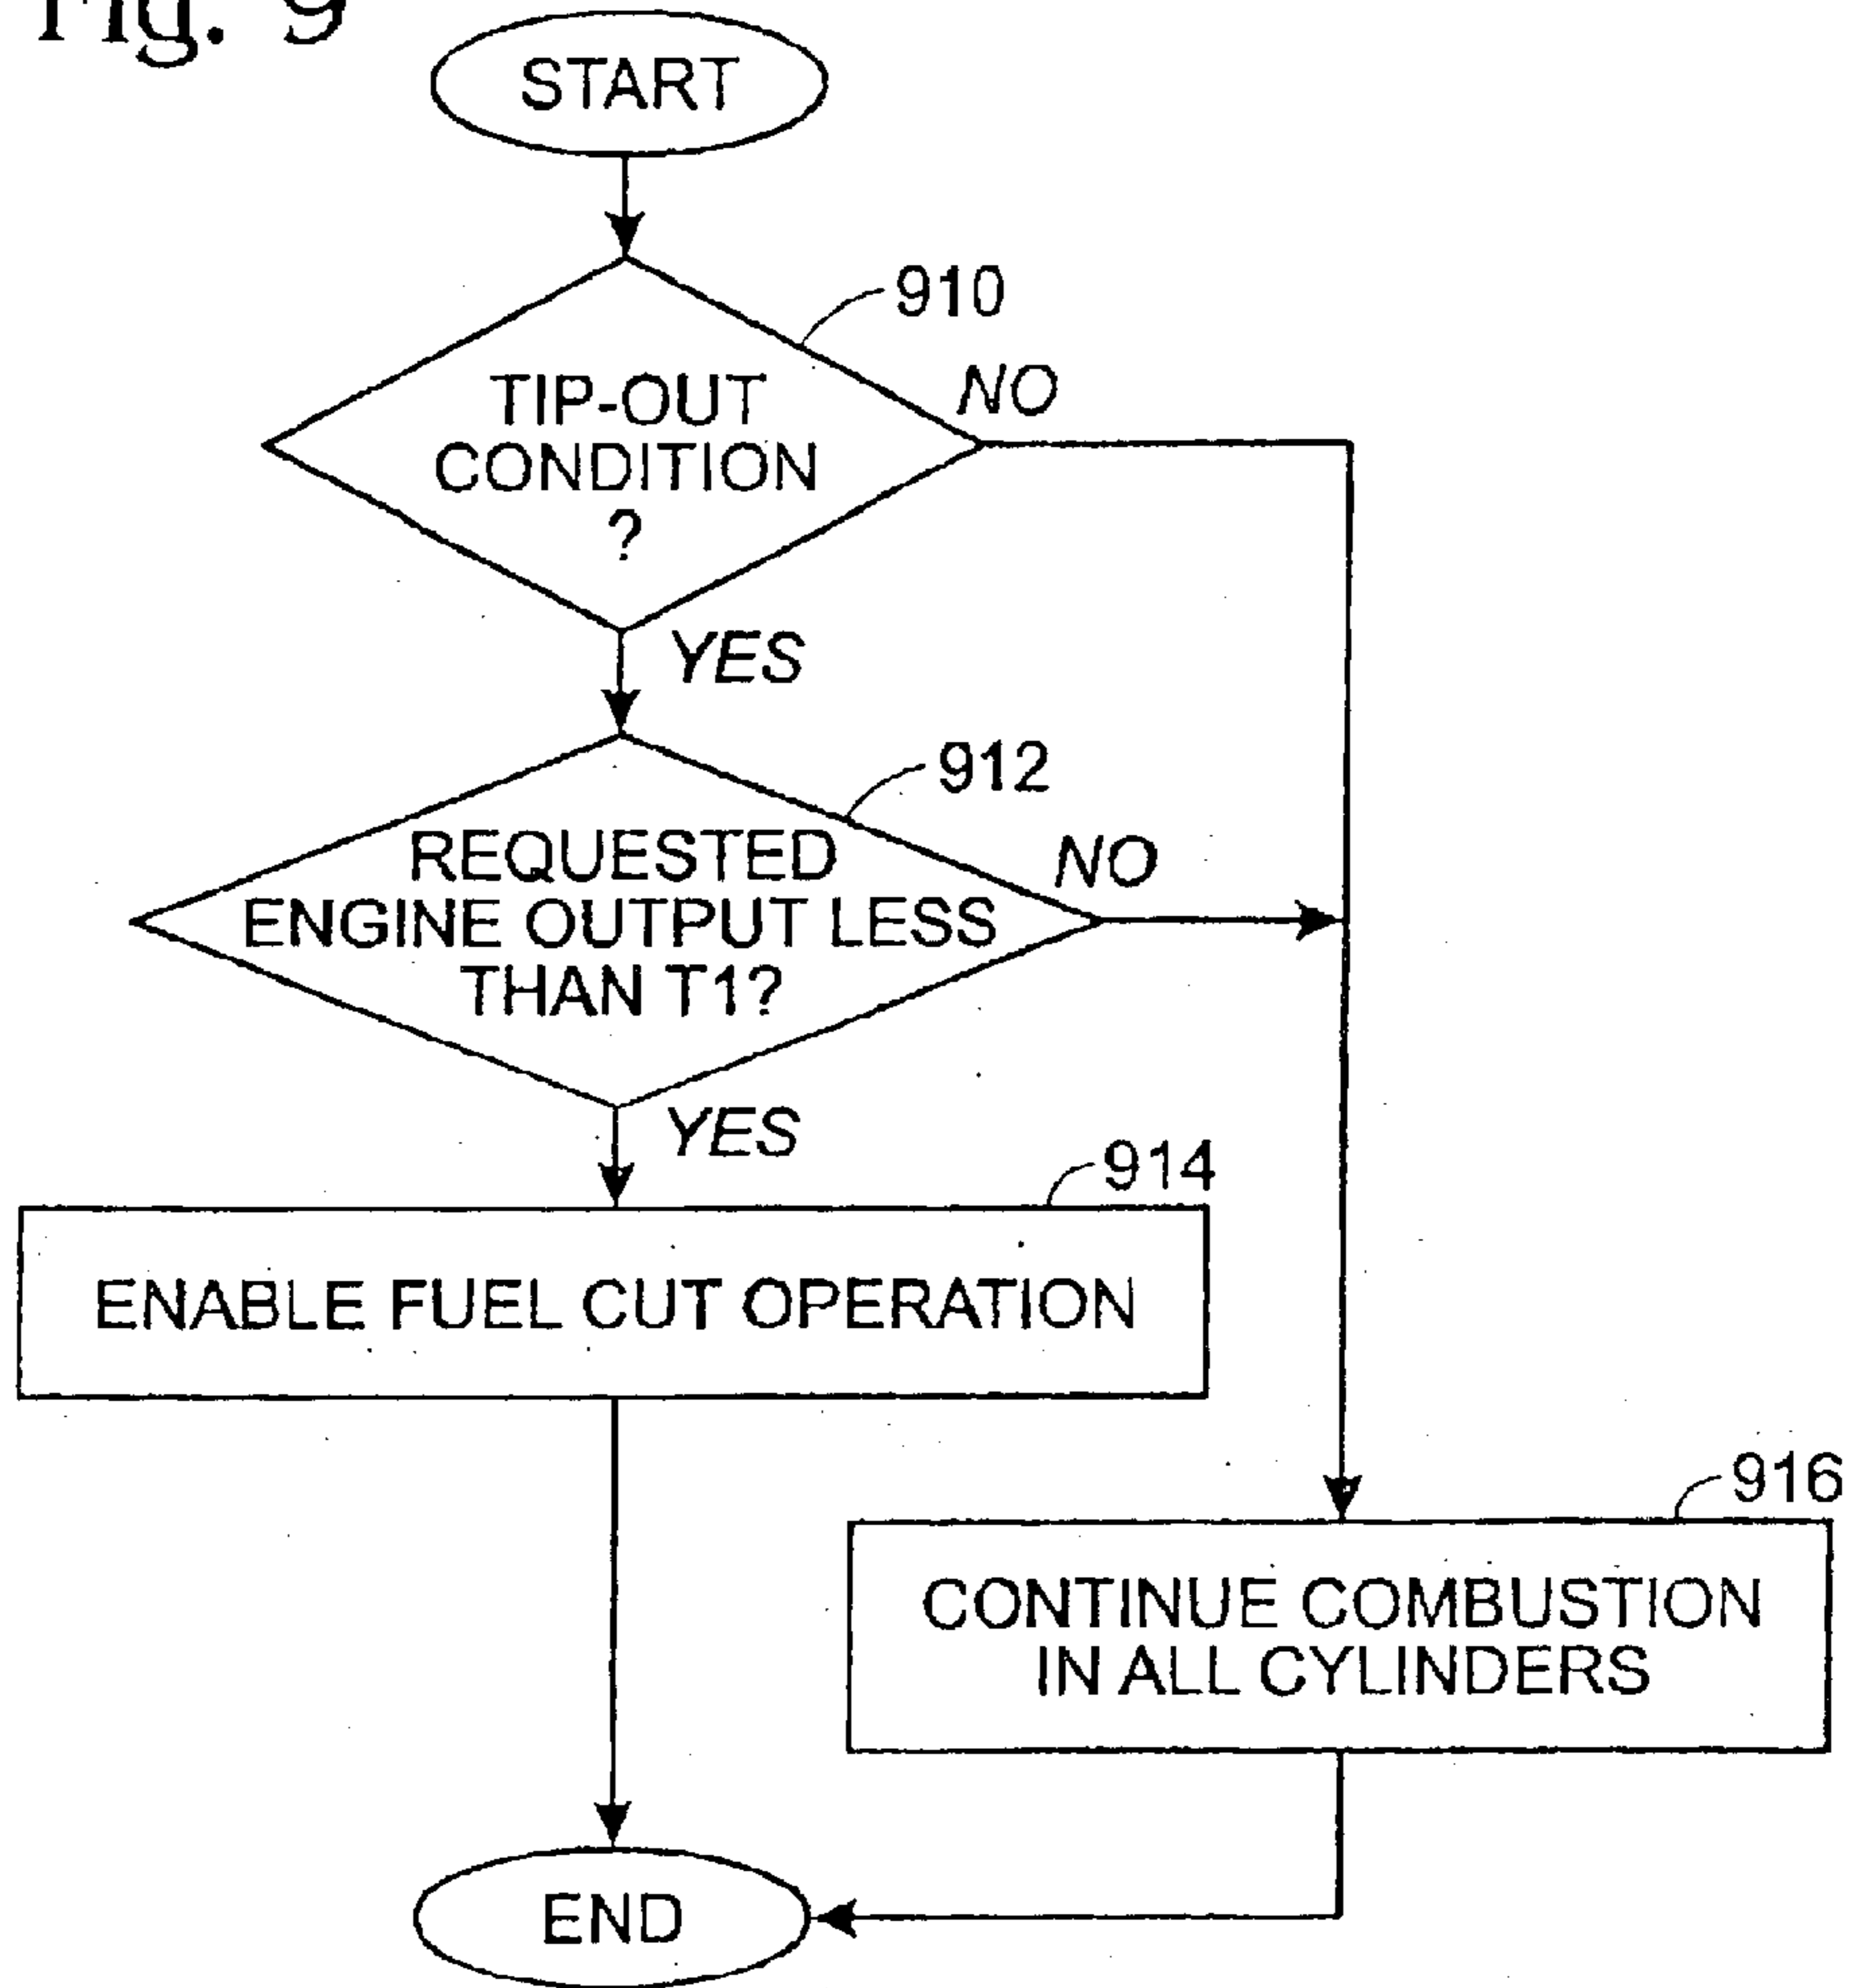 Fig. 9
START
910
TIP-OUT
CONDITION
?
NO
YES
912
REQUESTED
ENGINE OUTPUT LESS
THAN T1?
NO
YES
914
ENABLE FUEL CUT OPERATION
916
CONTINUE COMBUSTION
IN ALL CYLINDERS
END